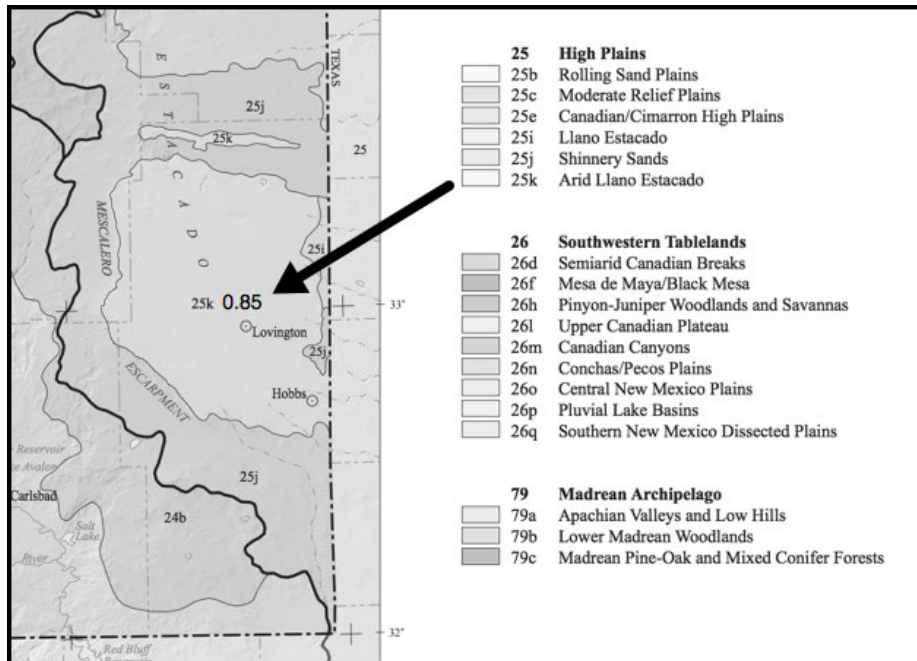 E
S
T
A
C
A
D
O
TEXAS
25j
25k
25
MESCALERO
25i
25k 0.85
33°
Lovington
25j
Hobbs
ESCARPMENT
25j
Reservoir
Avalon
Carlsbad
24b
Salt
Lake
River
32°
Red Bluff
25 High Plains
25b Rolling Sand Plains
25c Moderate Relief Plains
25e Canadian/Cimarron High Plains
25i Llano Estacado
25j Shinnery Sands
25k Arid Llano Estacado
26 Southwestern Tablelands
26d Semiarid Canadian Breaks
26f Mesa de Maya/Black Mesa
26h Pinyon-Juniper Woodlands and Savannas
26l Upper Canadian Plateau
26m Canadian Canyons
26n Conchas/Pecos Plains
26o Central New Mexico Plains
26p Pluvial Lake Basins
26q Southern New Mexico Dissected Plains
79 Madrean Archipelago
79a Apachian Valleys and Low Hills
79b Lower Madrean Woodlands
79c Madrean Pine-Oak and Mixed Conifer Forests